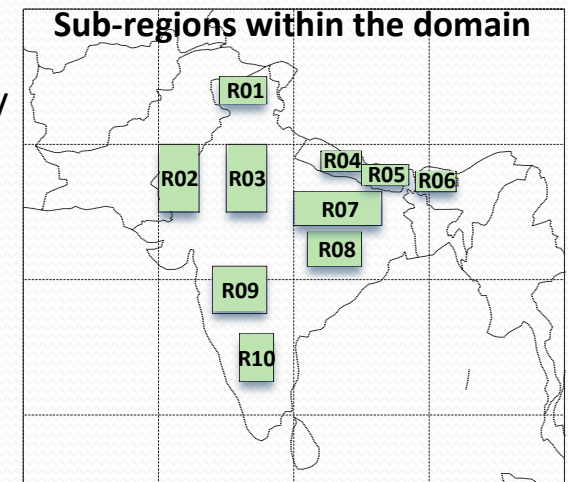 Sub-regions within the domain
y
R01
R04
R02 R03 R05 R06
R07
R08
R09
R10